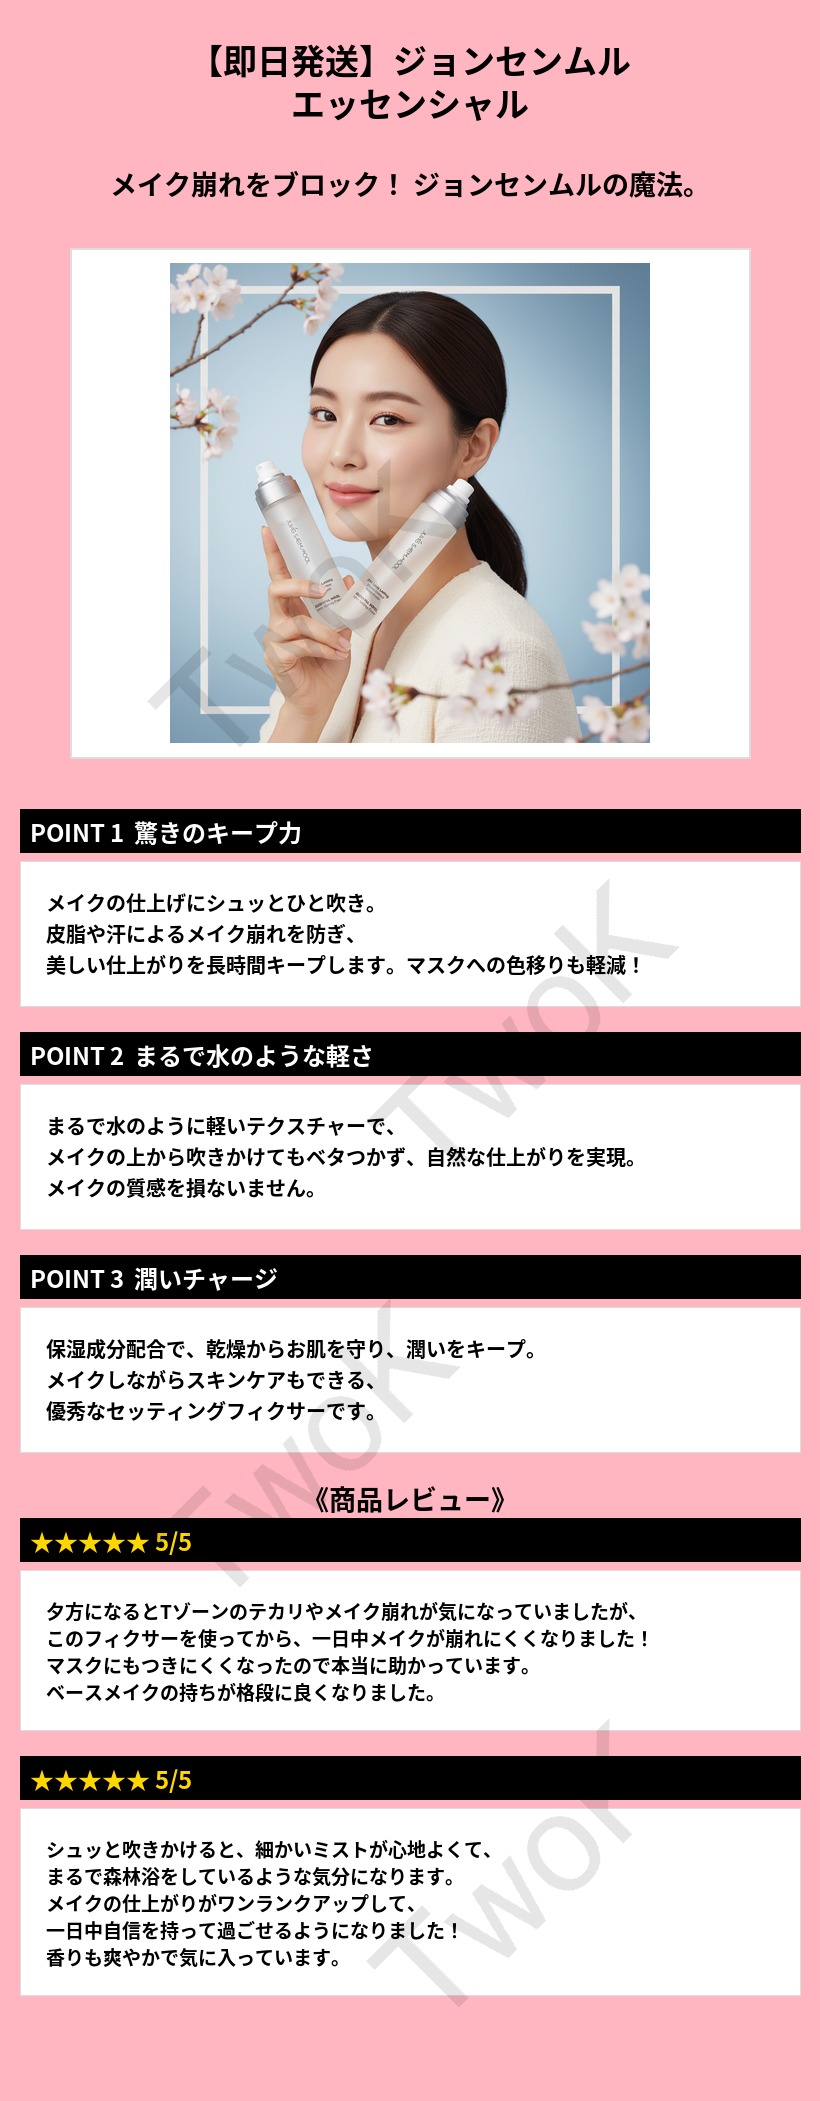 【即日発送】ジョンセンムル
エッセンシャル
メイク崩れをブロック！ ジョンセンムルの魔法。
TwoK
POINT 1 驚きのキープ力
メイクの仕上げにシュッとひと吹き。
皮脂や汗によるメイク崩れを防ぎ、
美しい仕上がりを長時間キープします。マスクへの色移りも軽減！
TwoK
POINT 2 まるで水のような軽さ
まるで水のように軽いテクスチャーで、
メイクの上から吹きかけてもベタつかず、自然な仕上がりを実現。
メイクの質感を損ないません。
POINT 3 潤いチャージ
保湿成分配合で、乾燥からお肌を守り、潤いをキープ。
メイクしながらスキンケアもできる、
優秀なセッティングフィクサーです。
TwoK
《商品レビュー》
★★★★★ 5/5
夕方になるとTゾーンのテカリやメイク崩れが気になっていましたが、
このフィクサーを使ってから、一日中メイクが崩れにくくなりました！
マスクにもつきにくくなったので本当に助かっています。
ベースメイクの持ちが格段に良くなりました。
★★★★★ 5/5
シュッと吹きかけると、細かいミストが心地よくて、
まるで森林浴をしているような気分になります。
メイクの仕上がりがワンランクアップして、
一日中自信を持って過ごせるようになりました！
香りも爽やかで気に入っています。
TwoK